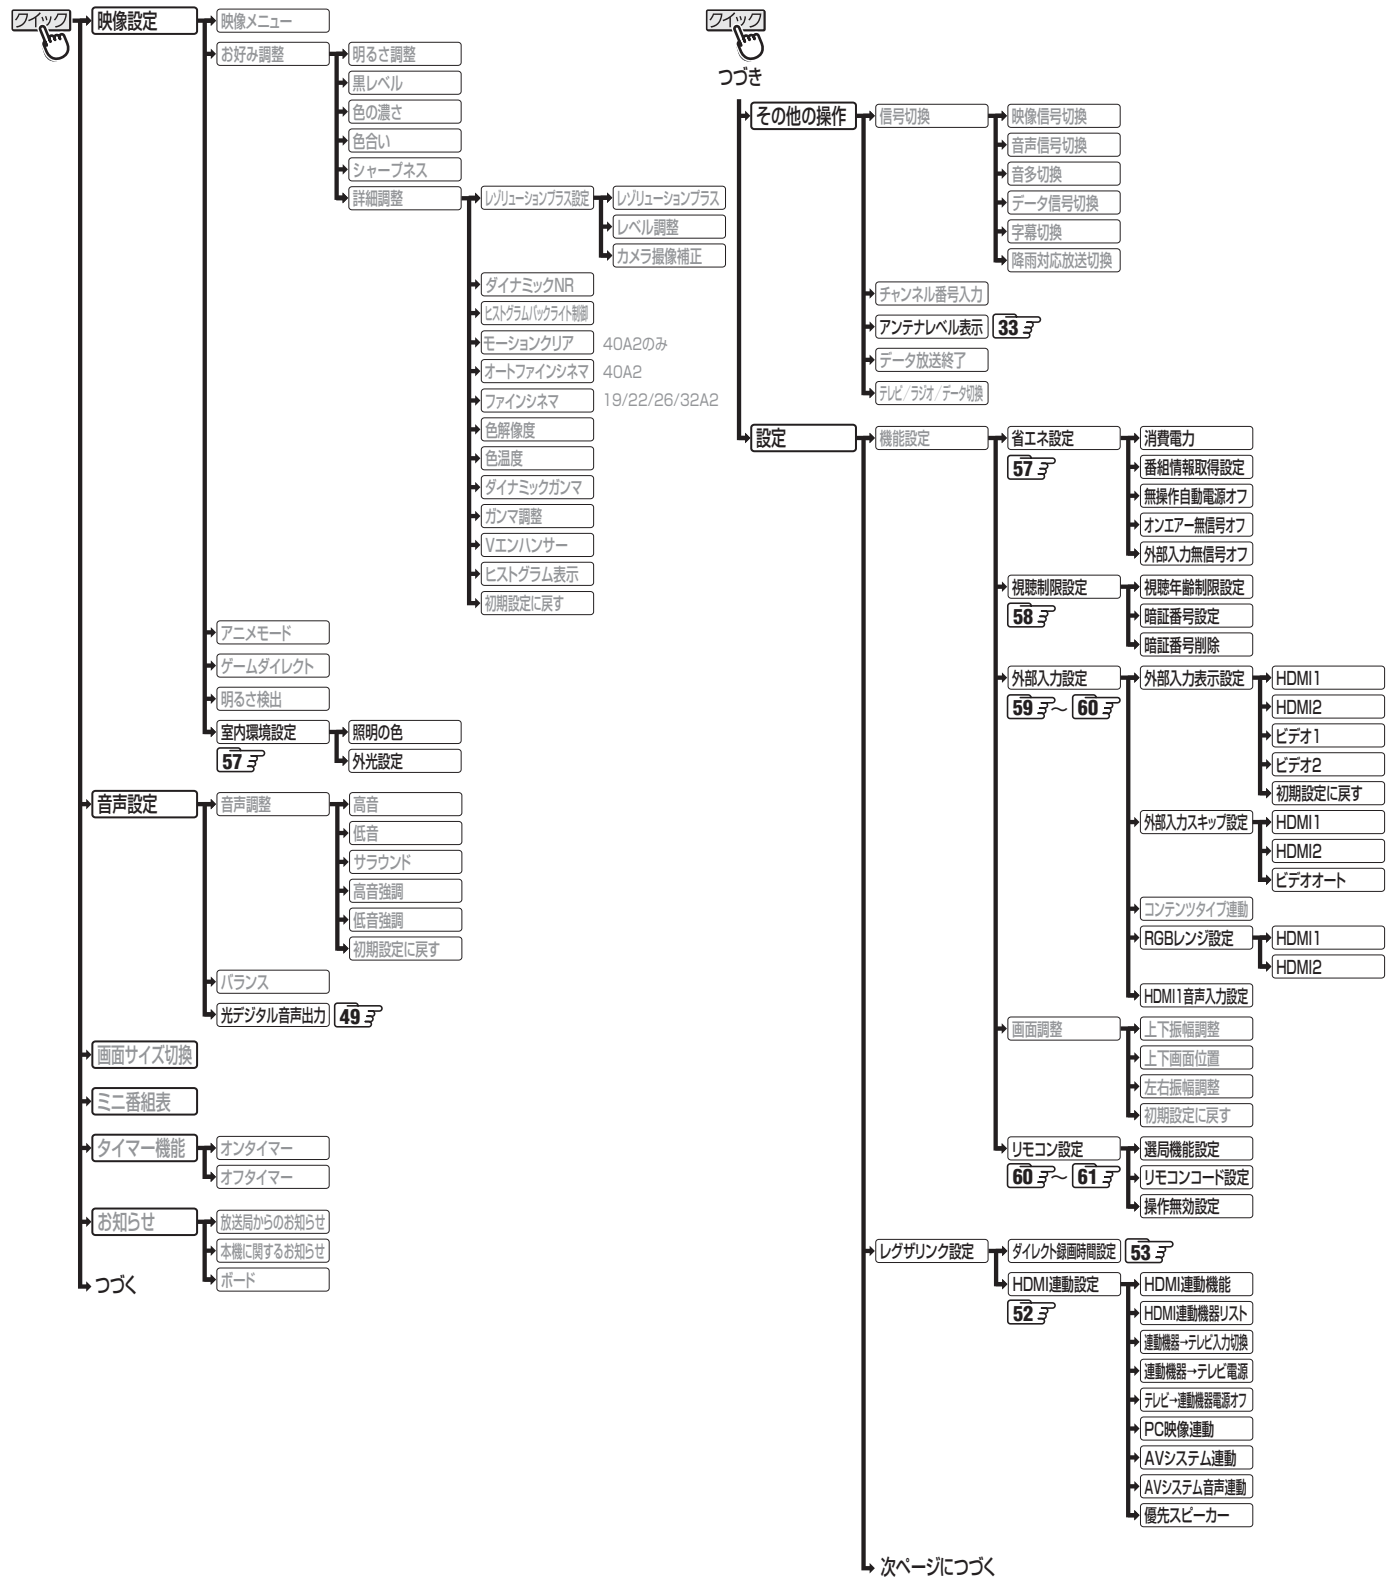 クイック
映像設定
映像メニュー
お好み調整
明るさ調整
黒レベル
色の濃さ
色合い
シャープネス
詳細調整
レゾリューションプラス設定
レゾリューションプラス
レベル調整
カメラ撮像補正
ダイナミックNR
ヒストグラムバックライト制御
モーションクリア 40A2のみ
オートファインシネマ 40A2
ファインシネマ 19/22/26/32A2
色解像度
色温度
ダイナミックガンマ
ガンマ調整
Vエンハンサー
ヒストグラム表示
初期設定に戻す
アニメモード
ゲームダイレクト
明るさ検出
室内環境設定
57
照明の色
外光設定
音声設定
音声調整
高音
低音
サラウンド
高音強調
低音強調
初期設定に戻す
バランス
光デジタル音声出力 49
画面サイズ切換
ミニ番組表
タイマー機能
オンタイマー
オフタイマー
お知らせ
放送局からのお知らせ
本機に関するお知らせ
ボード
つづく
クイック
つづき
その他の操作
信号切換
映像信号切換
音声信号切換
音多切換
データ信号切換
字幕切換
降雨対応放送切換
チャンネル番号入力
アンテナレベル表示 33
データ放送終了
テレビ/ラジオ/データ切換
設定
機能設定
省エネ設定
57
消費電力
番組情報取得設定
無操作自動電源オフ
オンエアー無信号オフ
外部入力無信号オフ
視聴制限設定
58
視聴年齢制限設定
暗証番号設定
暗証番号削除
外部入力設定
59～60
外部入力表示設定
HDMI1
HDMI2
ビデオ1
ビデオ2
初期設定に戻す
外部入力スキップ設定
HDMI1
HDMI2
ビデオオート
コンテンツタイプ連動
RGBレンジ設定
HDMI1
HDMI2
HDMI1音声入力設定
画面調整
上下振幅調整
上下画面位置
左右振幅調整
初期設定に戻す
リモコン設定
60～61
選局機能設定
リモコンコード設定
操作無効設定
レグザリンク設定
ダイレクト録画時間設定 53
HDMI連動設定
52
HDMI連動機能
HDMI連動機器リスト
連動機器→テレビ入力切換
連動機器→テレビ電源
テレビ→連動機器電源オフ
PC映像連動
AVシステム連動
AVシステム音声連動
優先スピーカー
次ページにつづく